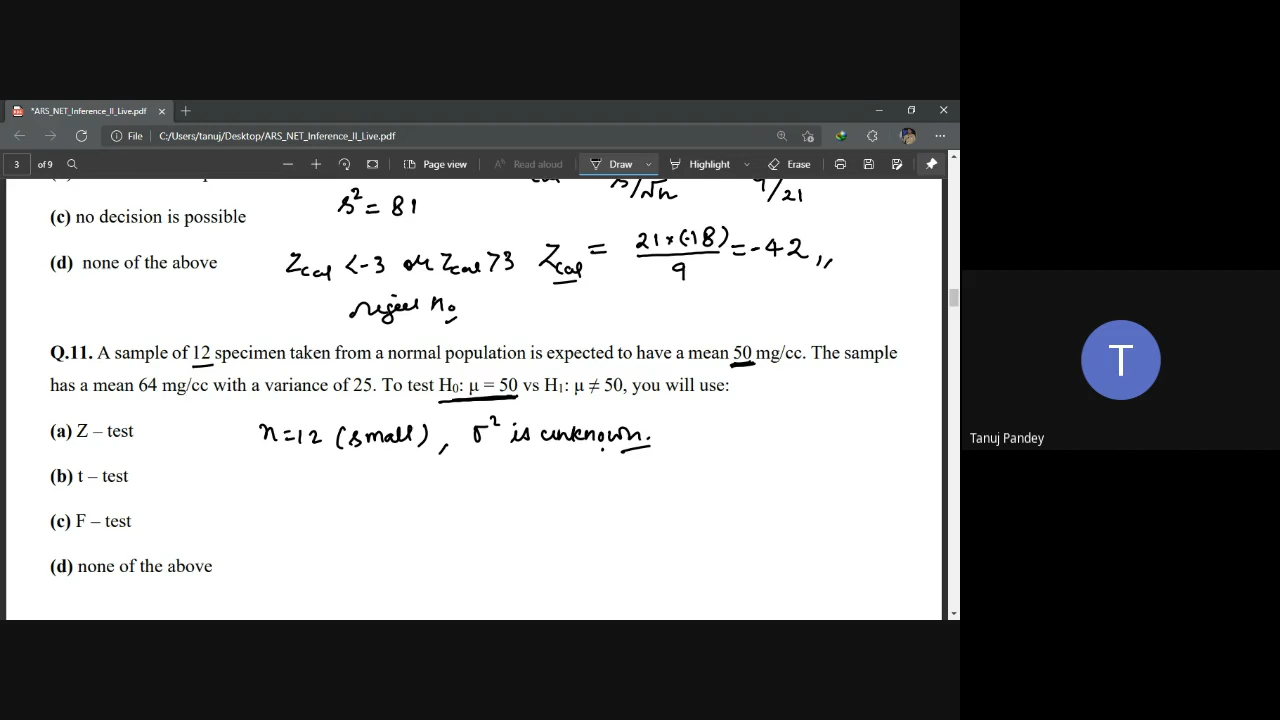 *ARS_NET_Inference_II_Live.pdf
File C:/Users/tanuj/Desktop/ARS_NET_Inference_II_Live.pdf
3 of 9 Page view Read aloud Draw Highlight Erase
s² = 81 s/√n 9/21
(c) no decision is possible
(d) none of the above
Zcal < -3 or Zcal > 3 Zcal = 21 × (-18) / 9 = -42
reject H₀
Q.11. A sample of 12 specimen taken from a normal population is expected to have a mean 50 mg/cc. The sample
has a mean 64 mg/cc with a variance of 25. To test H₀: μ = 50 vs H₁: μ ≠ 50, you will use:
(a) Z – test n = 12 (small), σ² is unknown.
(b) t – test
(c) F – test
(d) none of the above
T
Tanuj Pandey